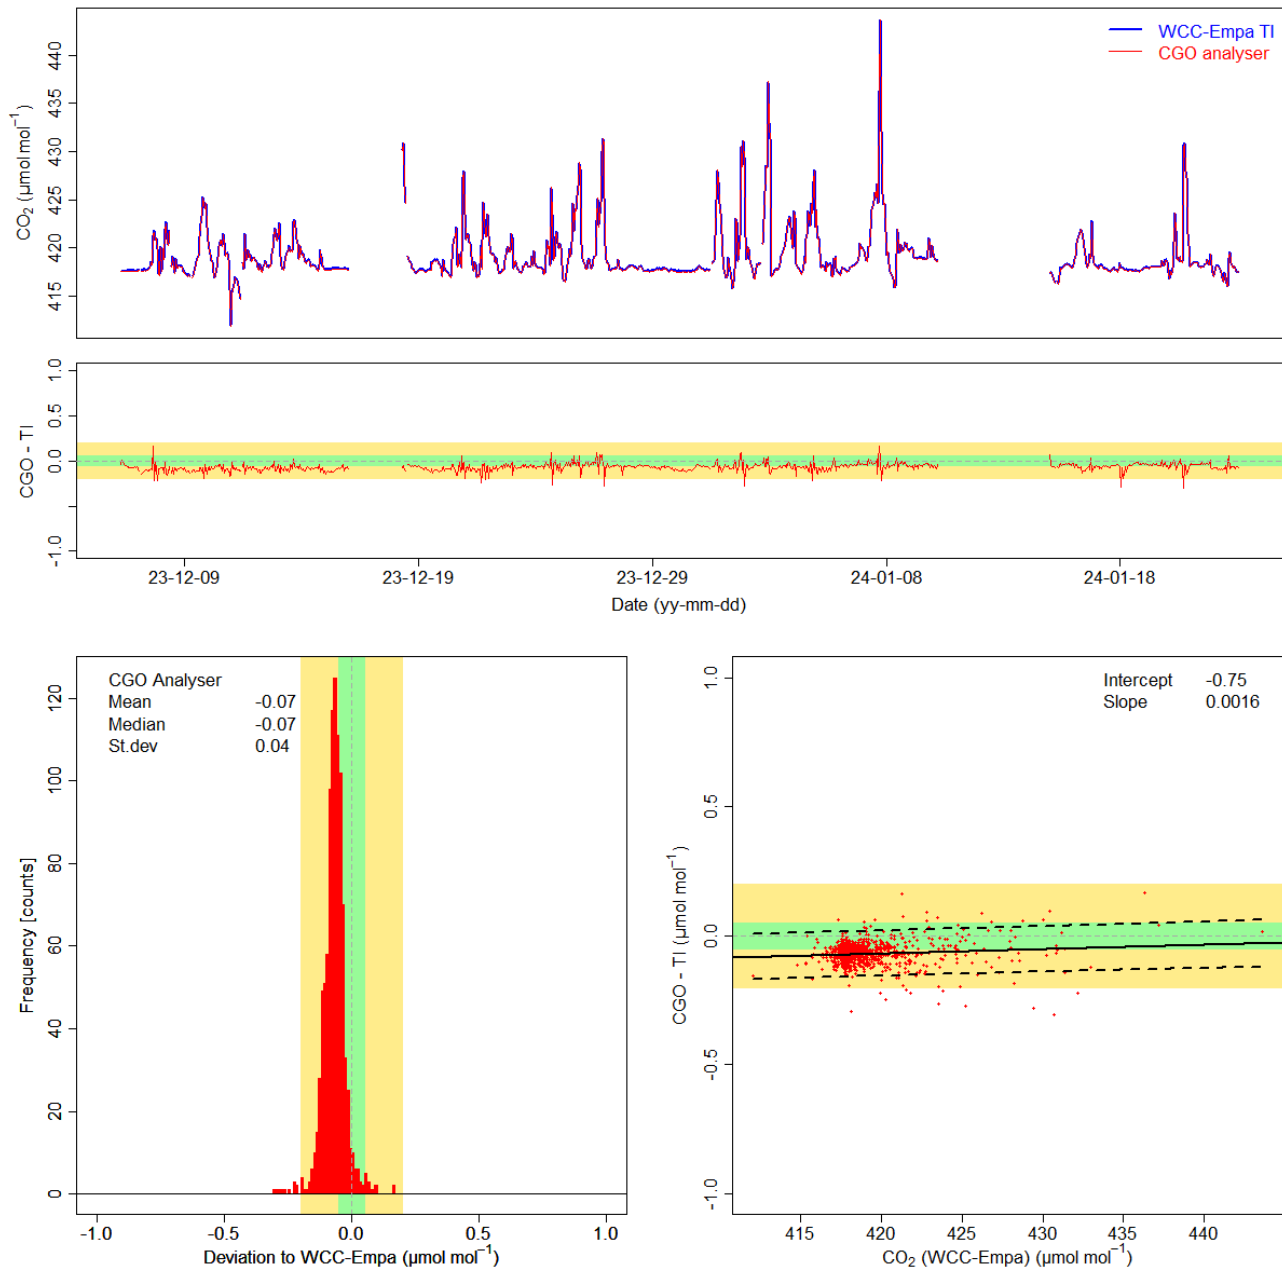 WCC-Empa TI
CGO analyser
CO₂ (µmol mol⁻¹)
440
435
430
425
420
415
CGO - TI
1.0
0.5
0.0
-1.0
23-12-09 23-12-19 23-12-29 24-01-08 24-01-18
Date (yy-mm-dd)
CGO Analyser
Mean -0.07
Median -0.07
St.dev 0.04
Frequency [counts]
120
100
80
60
40
20
0
-1.0 -0.5 0.0 0.5 1.0
Deviation to WCC-Empa (µmol mol⁻¹)
Intercept -0.75
Slope 0.0016
CGO - TI (µmol mol⁻¹)
1.0
0.5
0.0
-0.5
-1.0
415 420 425 430 435 440
CO₂ (WCC-Empa) (µmol mol⁻¹)